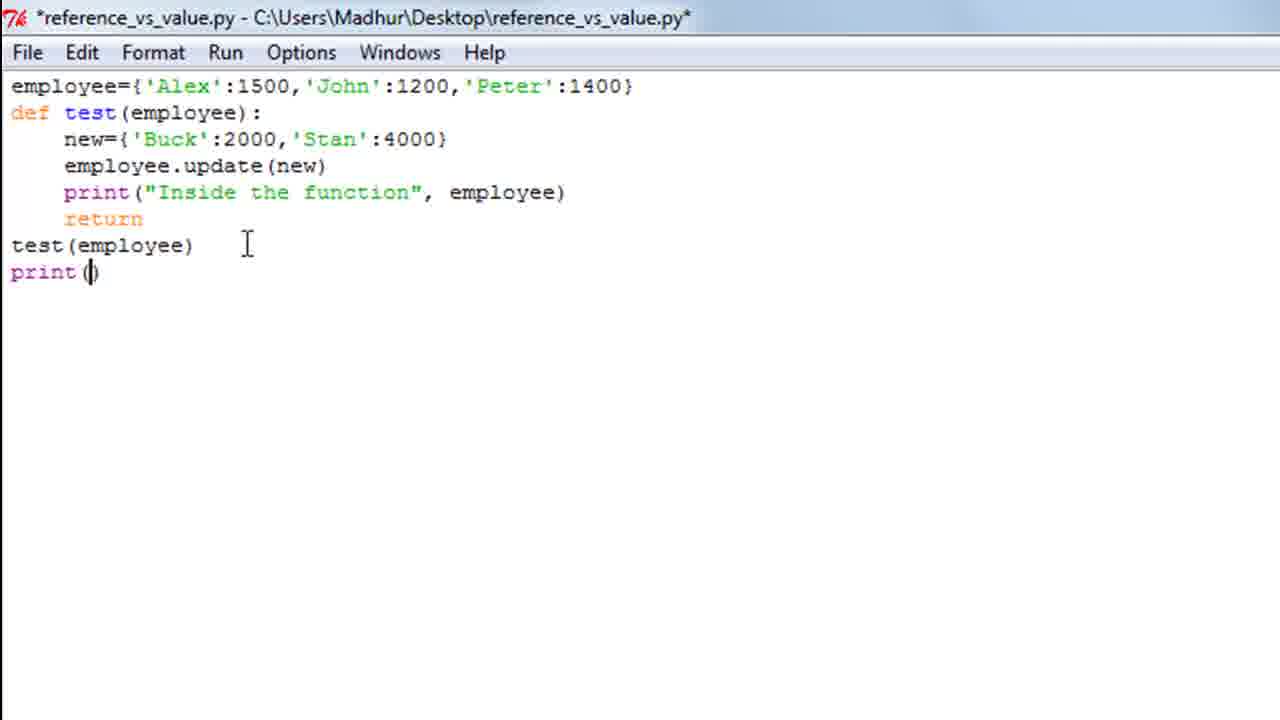 *reference_vs_value.py - C:\Users\Madhur\Desktop\reference_vs_value.py*
File Edit Format Run Options Windows Help
employee={'Alex':1500,'John':1200,'Peter':1400}
def test(employee):
    new={'Buck':2000,'Stan':4000}
    employee.update(new)
    print("Inside the function", employee)
    return
test(employee)
print()